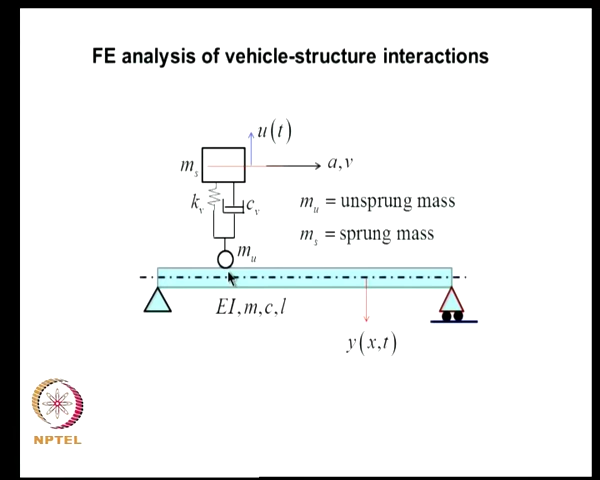 FE analysis of vehicle-structure interactions
u(t)
a,v
m_s
k_v
c_v
m_u = unsprung mass
m_s = sprung mass
m_u
EI,m,c,l
y(x,t)
NPTEL